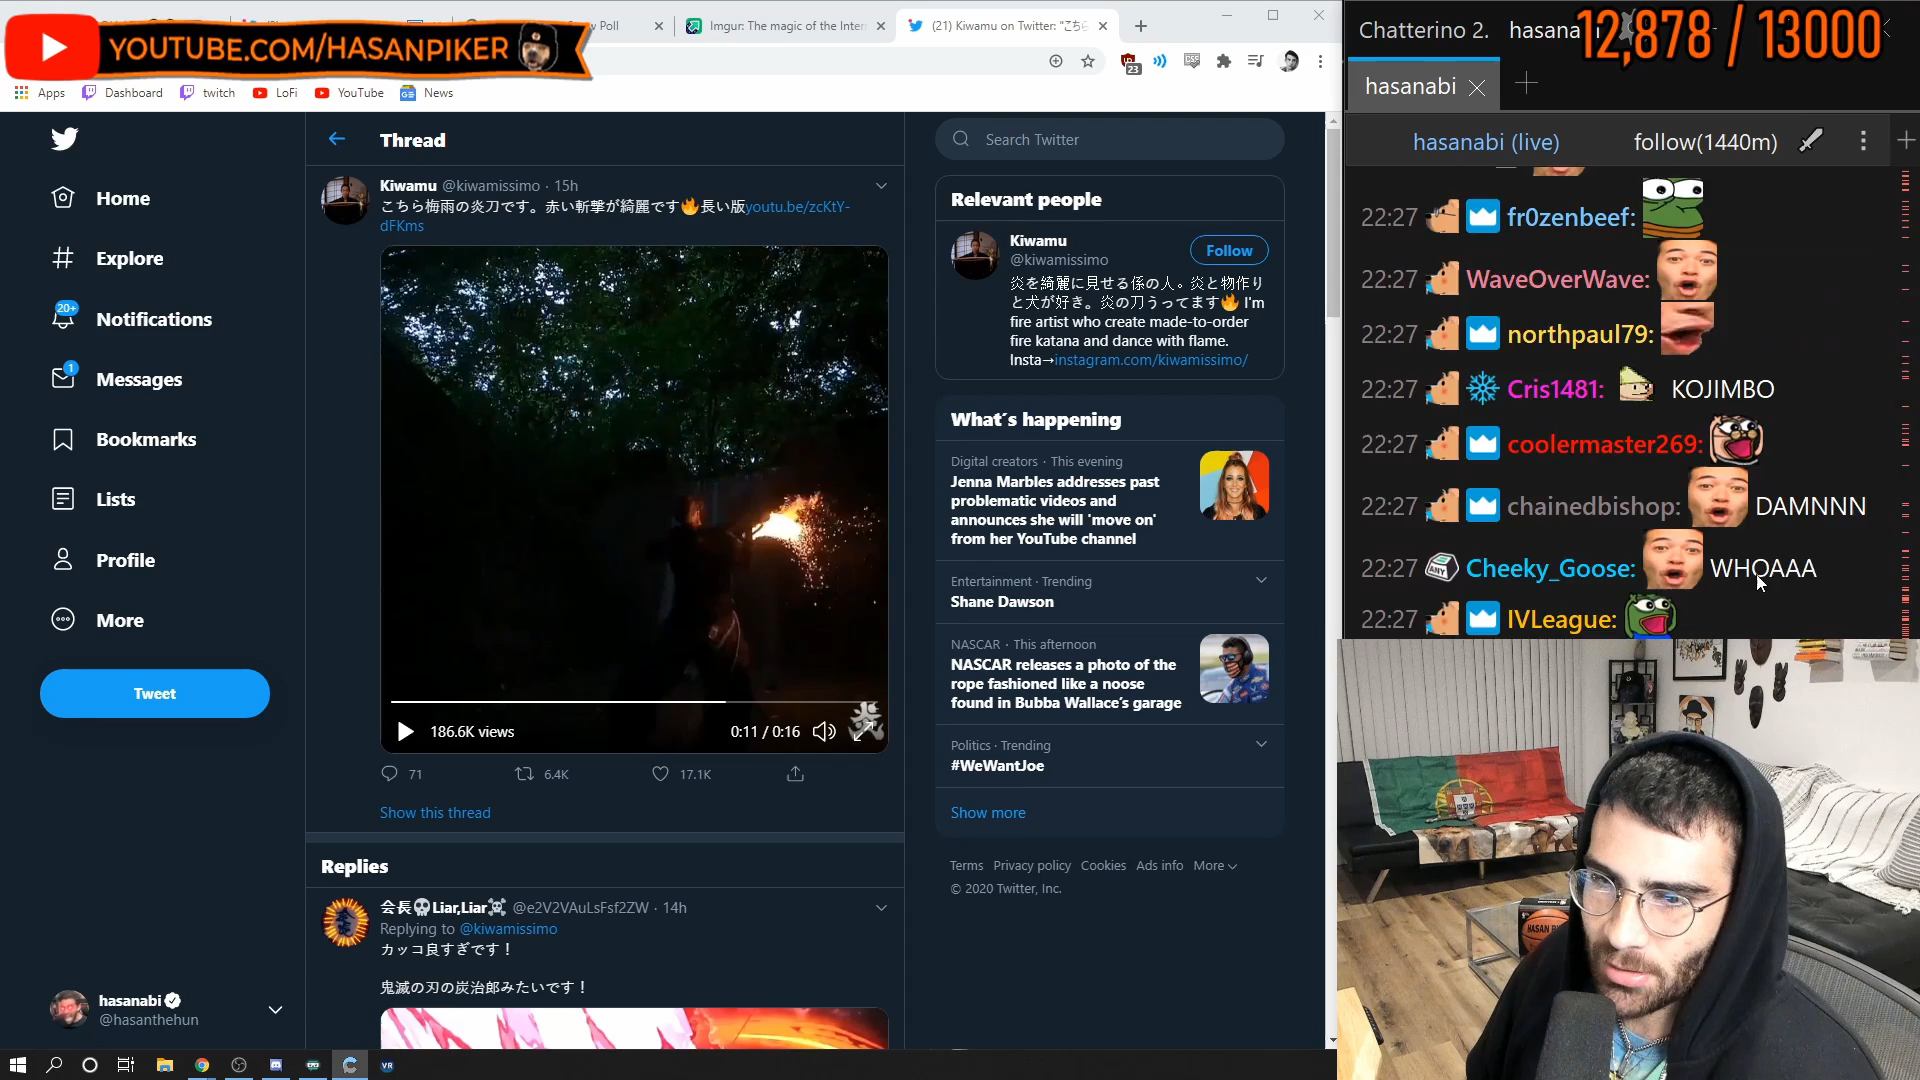 YOUTUBE.COM/HASANPIKER
Poll
Imgur: The magic of the Inter
(21) Kiwamu on Twitter: "こちら
23
Apps
Dashboard
twitch
LoFi
YouTube
News
Home
Explore
20+
Notifications
1
Messages
Bookmarks
Lists
Profile
More
Tweet
hasanabi
@hasanthehun
Thread
Kiwamu @kiwamissimo · 15h
こちら梅雨の炎刀です。赤い斬撃が綺麗です🔥長い版youtu.be/zcKtY-
dFKms
186.6K views
0:11 / 0:16
71
6.4K
17.1K
Show this thread
Replies
会長💀Liar,Liar☠ @e2V2VAuLsFsf2ZW · 14h
Replying to @kiwamissimo
カッコ良すぎです！
鬼滅の刃の炭治郎みたいです！
Search Twitter
Relevant people
Kiwamu
@kiwamissimo
Follow
炎を綺麗に見せる係の人。炎と物作り
と犬が好き。炎の刀うってます🔥 I'm
fire artist who create made-to-order
fire katana and dance with flame.
Insta→instagram.com/kiwamissimo/
What's happening
Digital creators · This evening
Jenna Marbles addresses past
problematic videos and
announces she will 'move on'
from her YouTube channel
Entertainment · Trending
Shane Dawson
NASCAR · This afternoon
NASCAR releases a photo of the
rope fashioned like a noose
found in Bubba Wallace's garage
Politics · Trending
#WeWantJoe
Show more
Terms Privacy policy Cookies Ads info More
© 2020 Twitter, Inc.
Chatterino 2.
hasana
12,878 / 13000
hasanabi
hasanabi (live)
follow(1440m)
22:27 fr0zenbeef:
22:27 WaveOverWave:
22:27 northpaul79:
22:27 Cris1481: KOJIMBO
22:27 coolermaster269:
22:27 chainedbishop: DAMNNN
22:27 ANY Cheeky_Goose: WHOAAA
22:27 IVLeague:
HASAN
VR